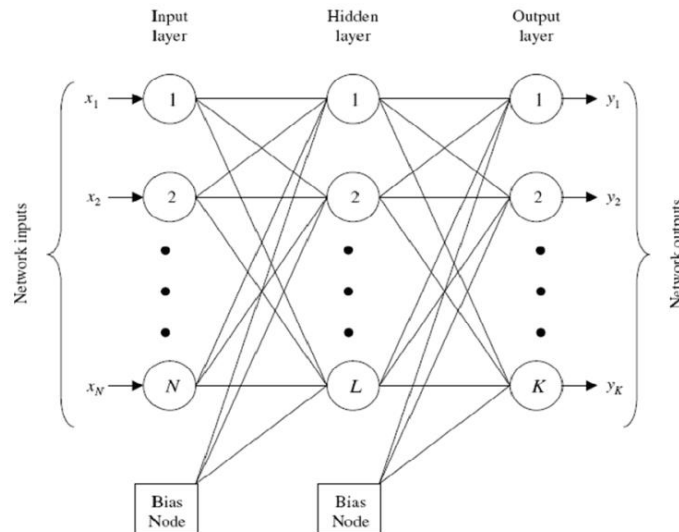 Input
layer
Hidden
layer
Output
layer
Network inputs
x1
1
1
1
y1
x2
2
2
2
y2
xN
N
L
K
yK
Network outputs
Bias
Node
Bias
Node